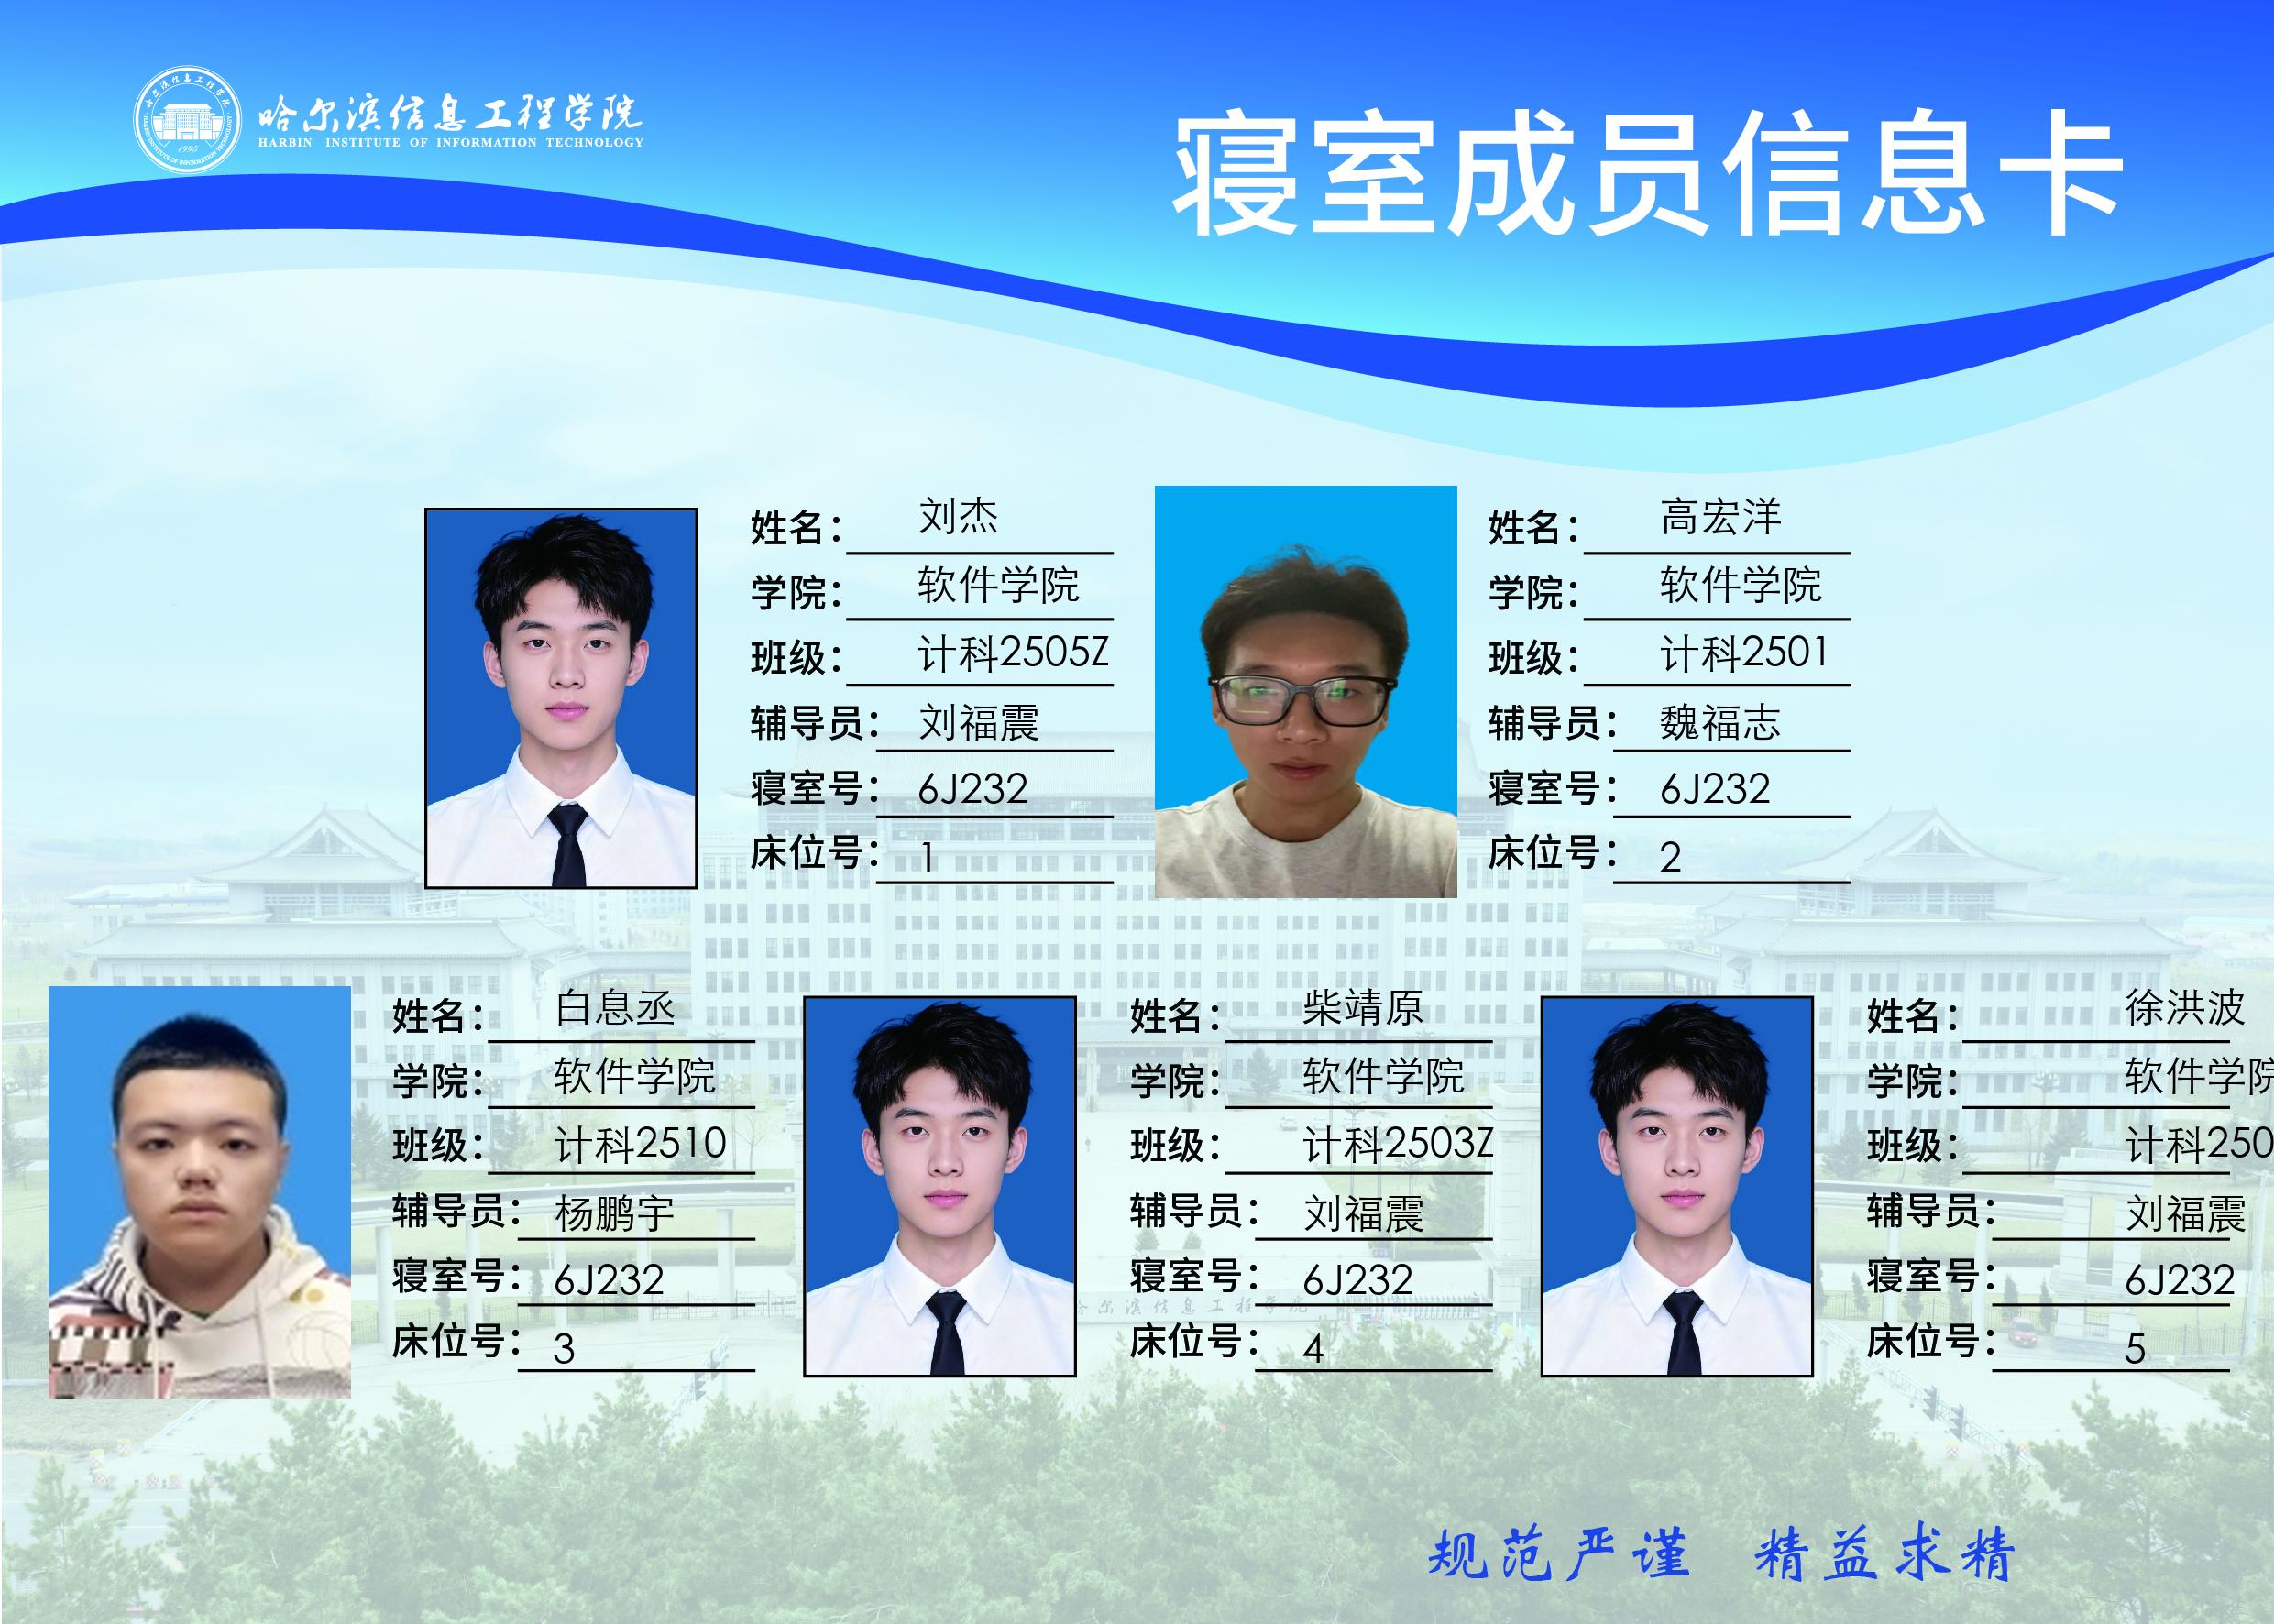 哈尔滨信息工程学院
HARBIN INSTITUTE OF INFORMATION TECHNOLOGY
1995
寝室成员信息卡
姓名：刘杰
学院：软件学院
班级：计科2505Z
辅导员：刘福震
寝室号：6J232
床位号：1
姓名：高宏洋
学院：软件学院
班级：计科2501
辅导员：魏福志
寝室号：6J232
床位号：2
姓名：白息丞
学院：软件学院
班级：计科2510
辅导员：杨鹏宇
寝室号：6J232
床位号：3
姓名：柴靖原
学院：软件学院
班级：计科2503Z
辅导员：刘福震
寝室号：6J232
床位号：4
姓名：徐洪波
学院：软件学院
班级：计科250
辅导员：刘福震
寝室号：6J232
床位号：5
哈尔滨信息工程学院
规范严谨 精益求精